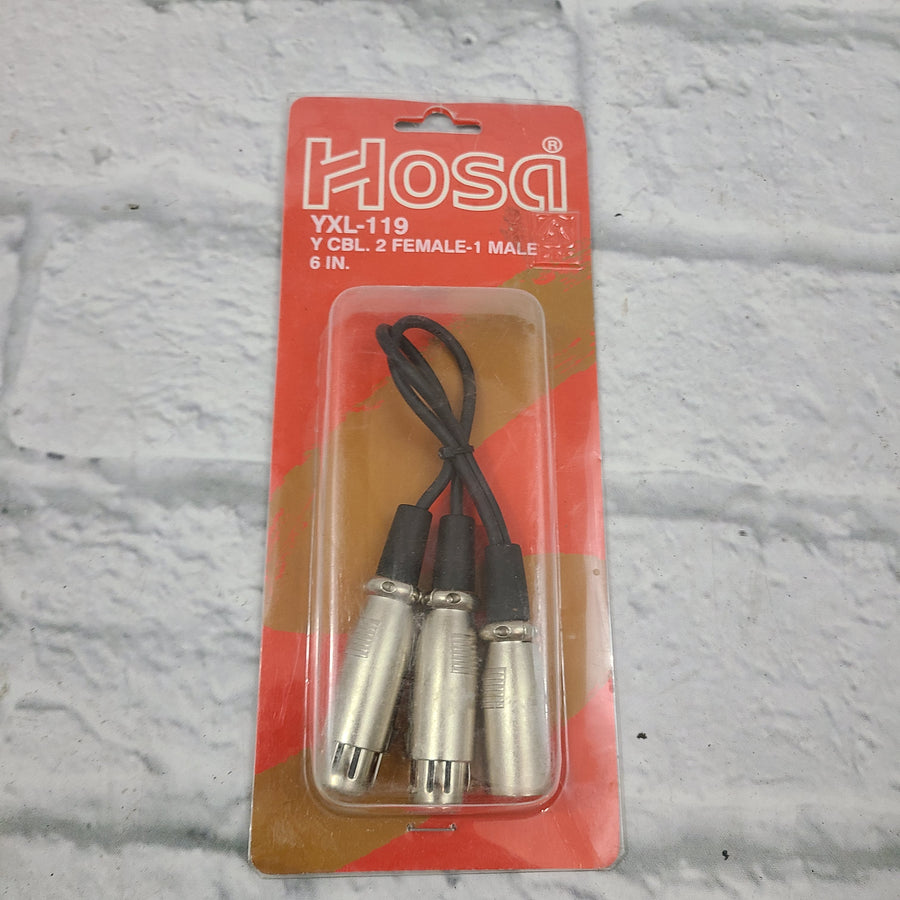 Hosa®
YXL-119
Y CBL. 2 FEMALE-1 MALE
6 IN.